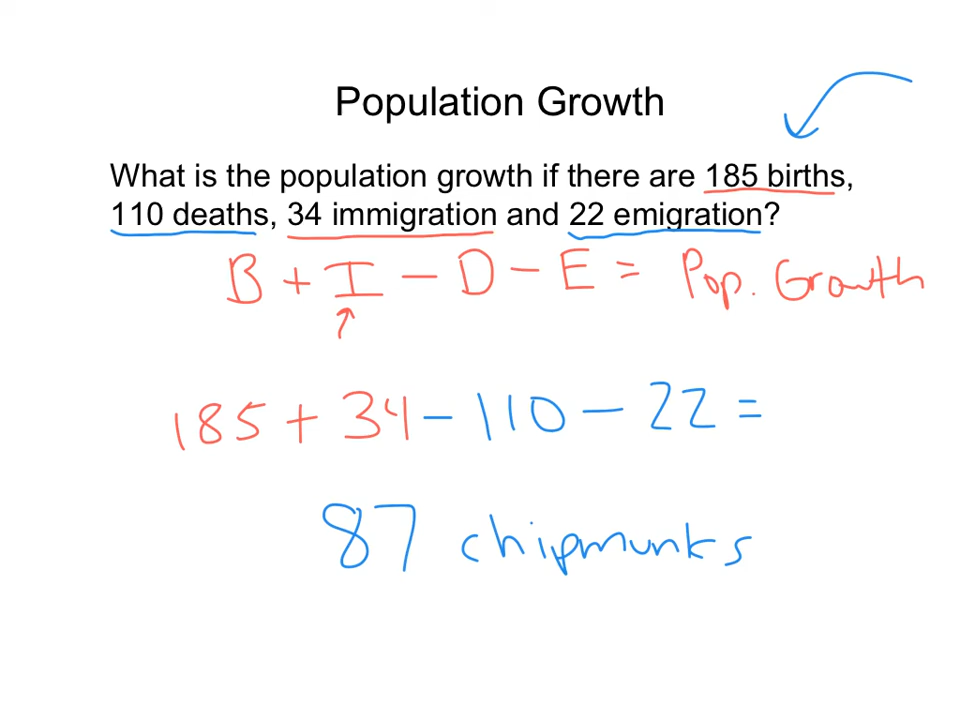 Population Growth
What is the population growth if there are 185 births,
110 deaths, 34 immigration and 22 emigration?
B + I - D - E = Pop. Growth
185 + 34 - 110 - 22 =
87 chipmunks